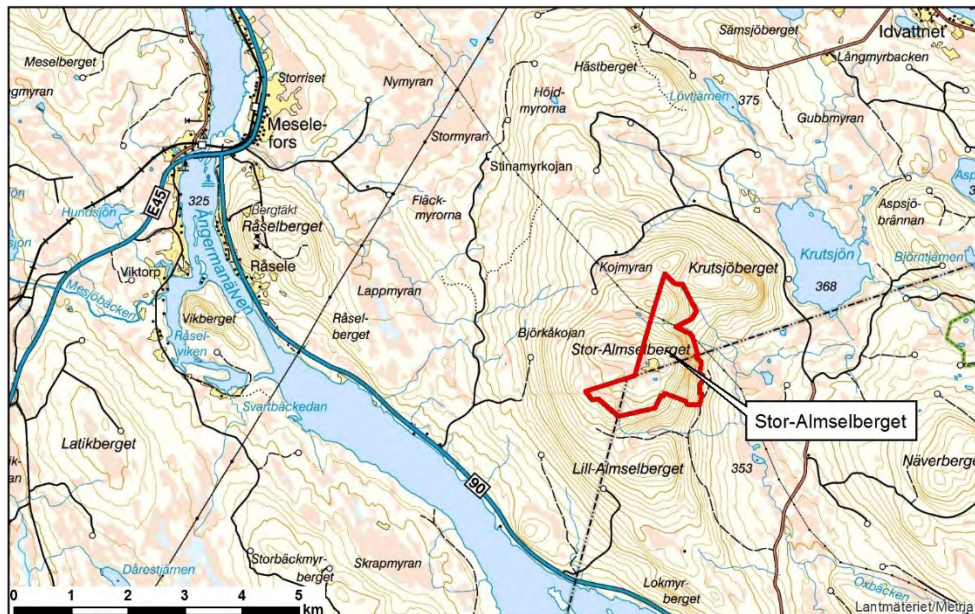 Meselberget
Storriset
Nymyran
Hästberget
Sämsjöberget
Idvattnet
Långmyrbacken
Höjd-
myrorna
Lövtjärnen
375
Gubbmyran
Mesele-
fors
Stormyran
Stinamyrkojan
E45
325
Hundsjön
Ångermanälven
Bergtäkt
Råselberget
Fläck-
myrorna
Aspsjö-
brännan
Krutsjön
368
Björntjärnen
Viktorp
Råsele
Mesjöbäcken
Lappmyran
Kojmyran
Krutsjöberget
Vikberget
Råsel-
viken
Råsel-
berget
Björkåkojan
Stor-Almselberget
Svartbäckedan
Stor-Almselberget
Latikberget
90
Lill-Almselberget
353
Näverberge
Storbäckmyr-
berget
Skrapmyran
Dårestjärnen
Lokmyr-
berget
Oxbäcken
0 1 2 3 4 5
km
Lantmäteriet/Metria